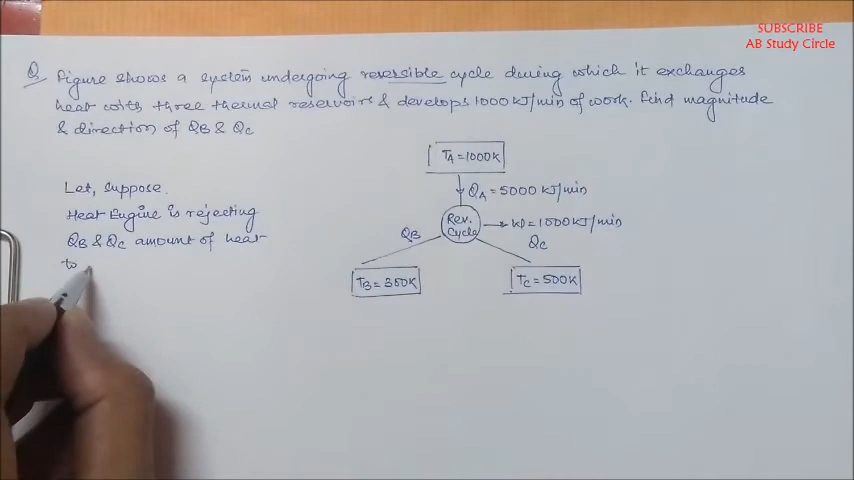 SUBSCRIBE
AB Study Circle
Q Figure shows a system undergoing reversible cycle during which it exchanges
heat with three thermal reservoirs & develops 1000 kJ/min of work. Find magnitude
& direction of QB & QC
TA = 1000K
QA = 5000 kJ/min
Let, suppose.
Heat Engine is rejecting
QB & QC amount of heat
to
Rev. Cycle
W = 1000 kJ/min
QB
QC
TB = 300K
TC = 500K